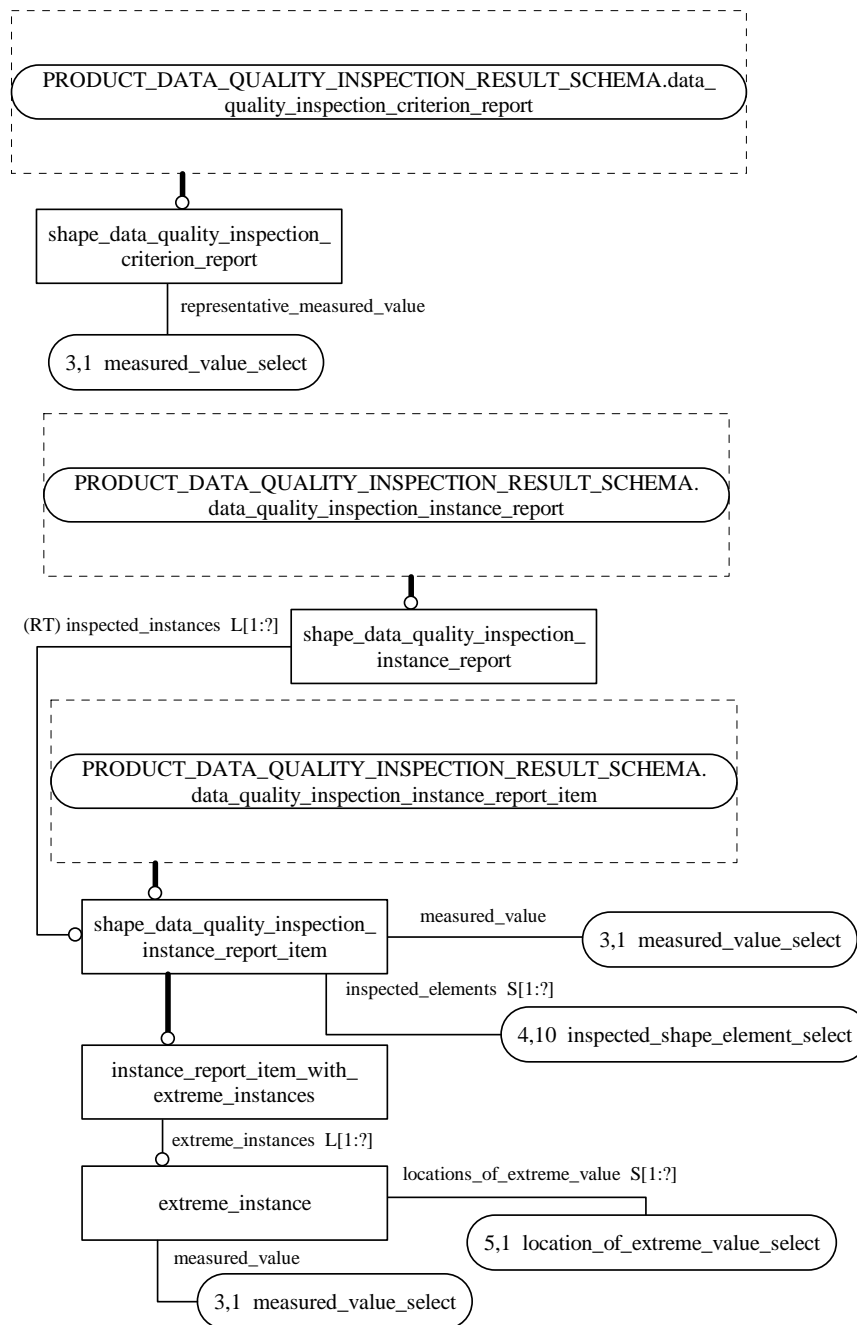 PRODUCT_DATA_QUALITY_INSPECTION_RESULT_SCHEMA.data_
quality_inspection_criterion_report
shape_data_quality_inspection_
criterion_report
representative_measured_value
3,1 measured_value_select
PRODUCT_DATA_QUALITY_INSPECTION_RESULT_SCHEMA.
data_quality_inspection_instance_report
(RT) inspected_instances L[1:?]
shape_data_quality_inspection_
instance_report
PRODUCT_DATA_QUALITY_INSPECTION_RESULT_SCHEMA.
data_quality_inspection_instance_report_item
shape_data_quality_inspection_
instance_report_item
measured_value
3,1 measured_value_select
inspected_elements S[1:?]
4,10 inspected_shape_element_select
instance_report_item_with_
extreme_instances
extreme_instances L[1:?]
extreme_instance
locations_of_extreme_value S[1:?]
5,1 location_of_extreme_value_select
measured_value
3,1 measured_value_select